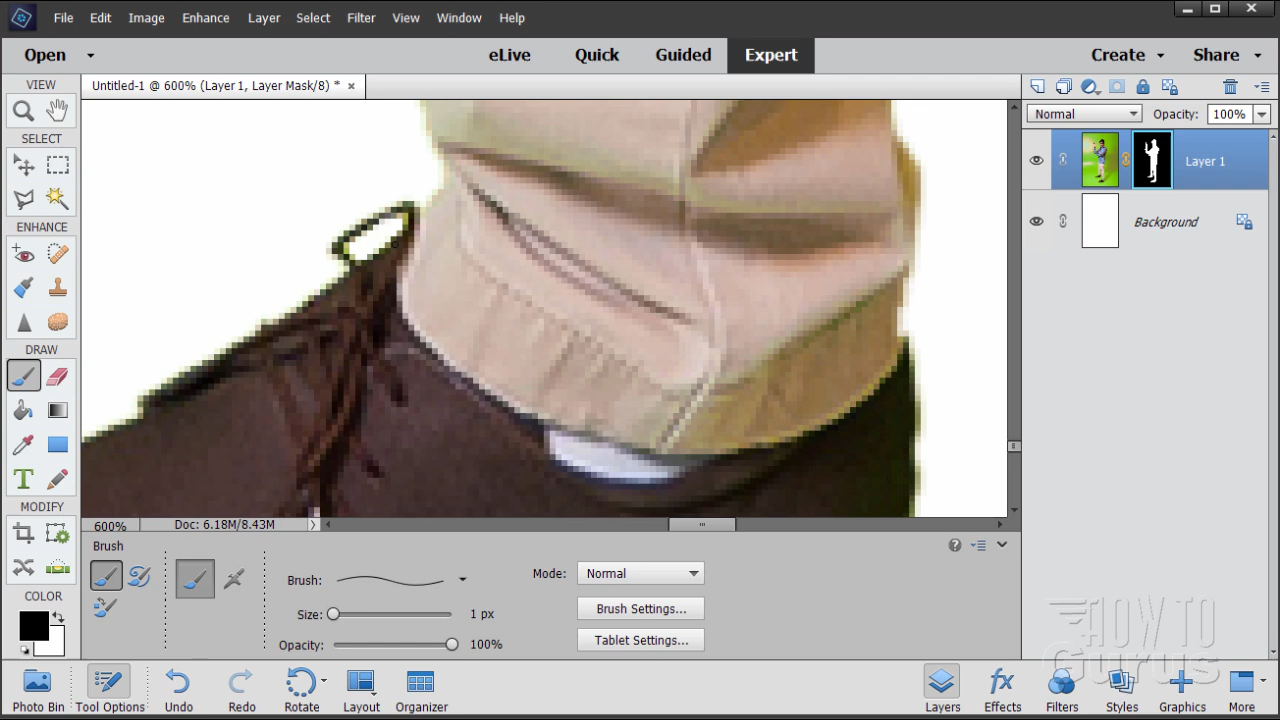 File Edit Image Enhance Layer Select Filter View Window Help
Open eLive Quick Guided Expert Create Share
VIEW Untitled-1 @ 600% (Layer 1, Layer Mask/8) * ×
Normal Opacity: 100%
SELECT
Layer 1
Background
ENHANCE
DRAW
MODIFY
600% Doc: 6.18M/8.43M
Brush
Brush: Mode: Normal
COLOR
Size: 1 px Brush Settings...
Opacity: 100% Tablet Settings...
HOW TO
Gurus
Photo Bin Tool Options Undo Redo Rotate Layout Organizer Layers Effects Filters Styles Graphics More